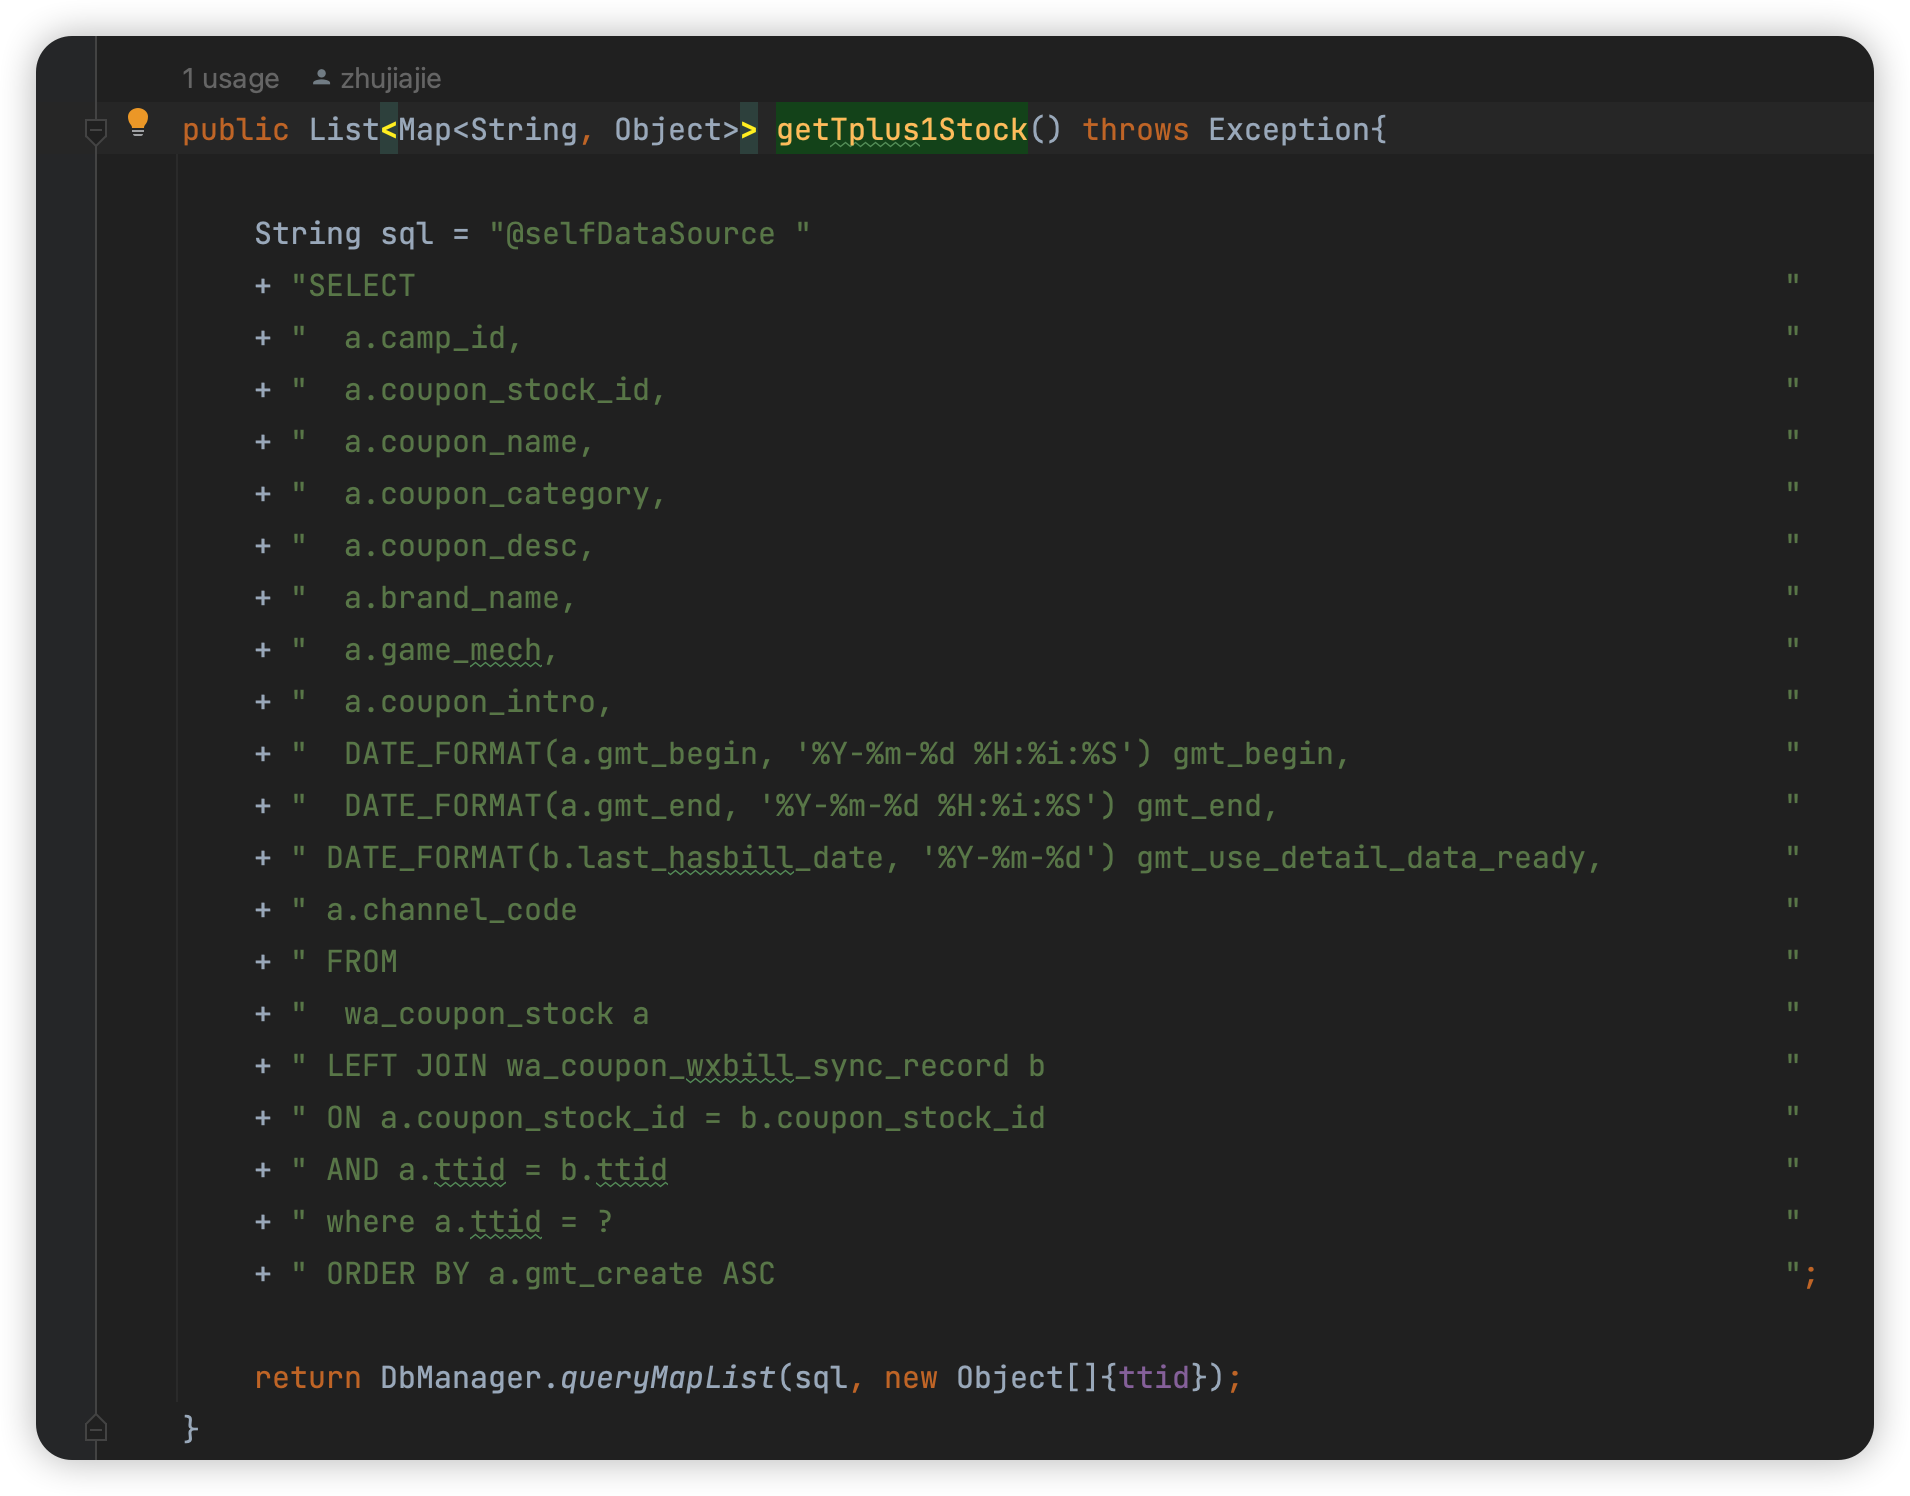 1 usage zhujiajie
public List<Map<String, Object>> getTplus1Stock() throws Exception{
String sql = "@selfDataSource "
+ "SELECT "
+ "  a.camp_id, "
+ "  a.coupon_stock_id, "
+ "  a.coupon_name, "
+ "  a.coupon_category, "
+ "  a.coupon_desc, "
+ "  a.brand_name, "
+ "  a.game_mech, "
+ "  a.coupon_intro, "
+ "  DATE_FORMAT(a.gmt_begin, '%Y-%m-%d %H:%i:%S') gmt_begin, "
+ "  DATE_FORMAT(a.gmt_end, '%Y-%m-%d %H:%i:%S') gmt_end, "
+ " DATE_FORMAT(b.last_hasbill_date, '%Y-%m-%d') gmt_use_detail_data_ready, "
+ " a.channel_code "
+ " FROM "
+ "  wa_coupon_stock a "
+ " LEFT JOIN wa_coupon_wxbill_sync_record b "
+ " ON a.coupon_stock_id = b.coupon_stock_id "
+ " AND a.ttid = b.ttid "
+ " where a.ttid = ? "
+ " ORDER BY a.gmt_create ASC ";
return DbManager.queryMapList(sql, new Object[]{ttid});
}